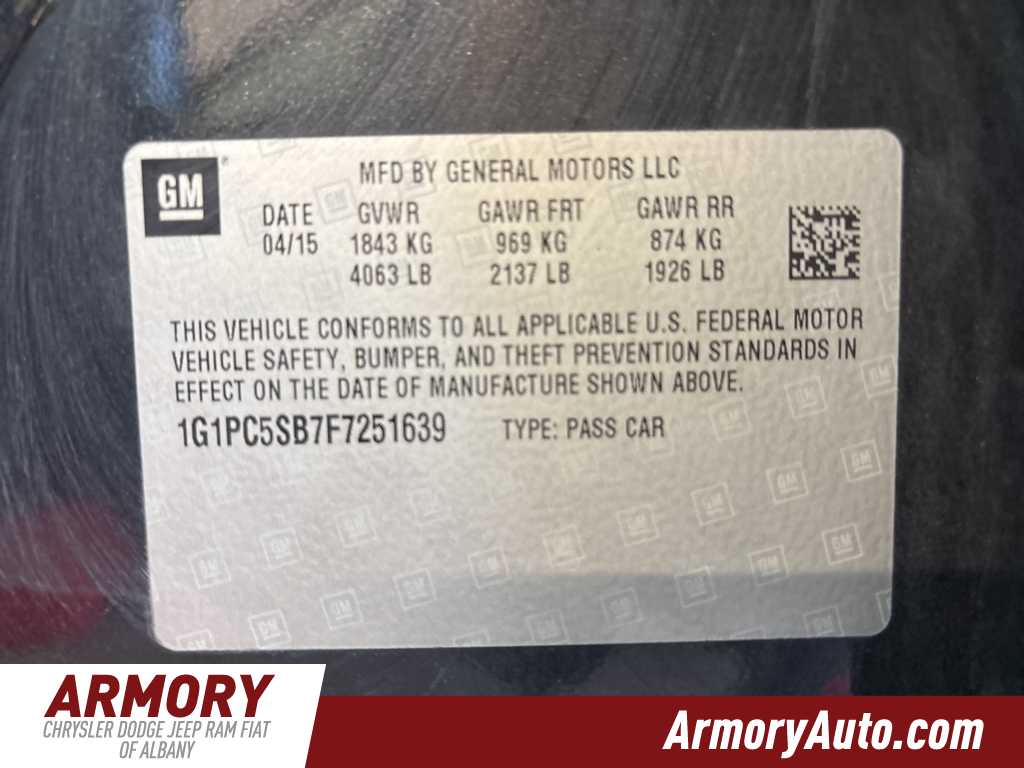 GM
MFD BY GENERAL MOTORS LLC
DATE GVWR GAWR FRT GAWR RR
04/15 1843 KG 969 KG 874 KG
4063 LB 2137 LB 1926 LB
THIS VEHICLE CONFORMS TO ALL APPLICABLE U.S. FEDERAL MOTOR
VEHICLE SAFETY, BUMPER, AND THEFT PREVENTION STANDARDS IN
EFFECT ON THE DATE OF MANUFACTURE SHOWN ABOVE.
1G1PC5SB7F7251639 TYPE: PASS CAR
ARMORY
CHRYSLER DODGE JEEP RAM FIAT
OF ALBANY
ArmoryAuto.com